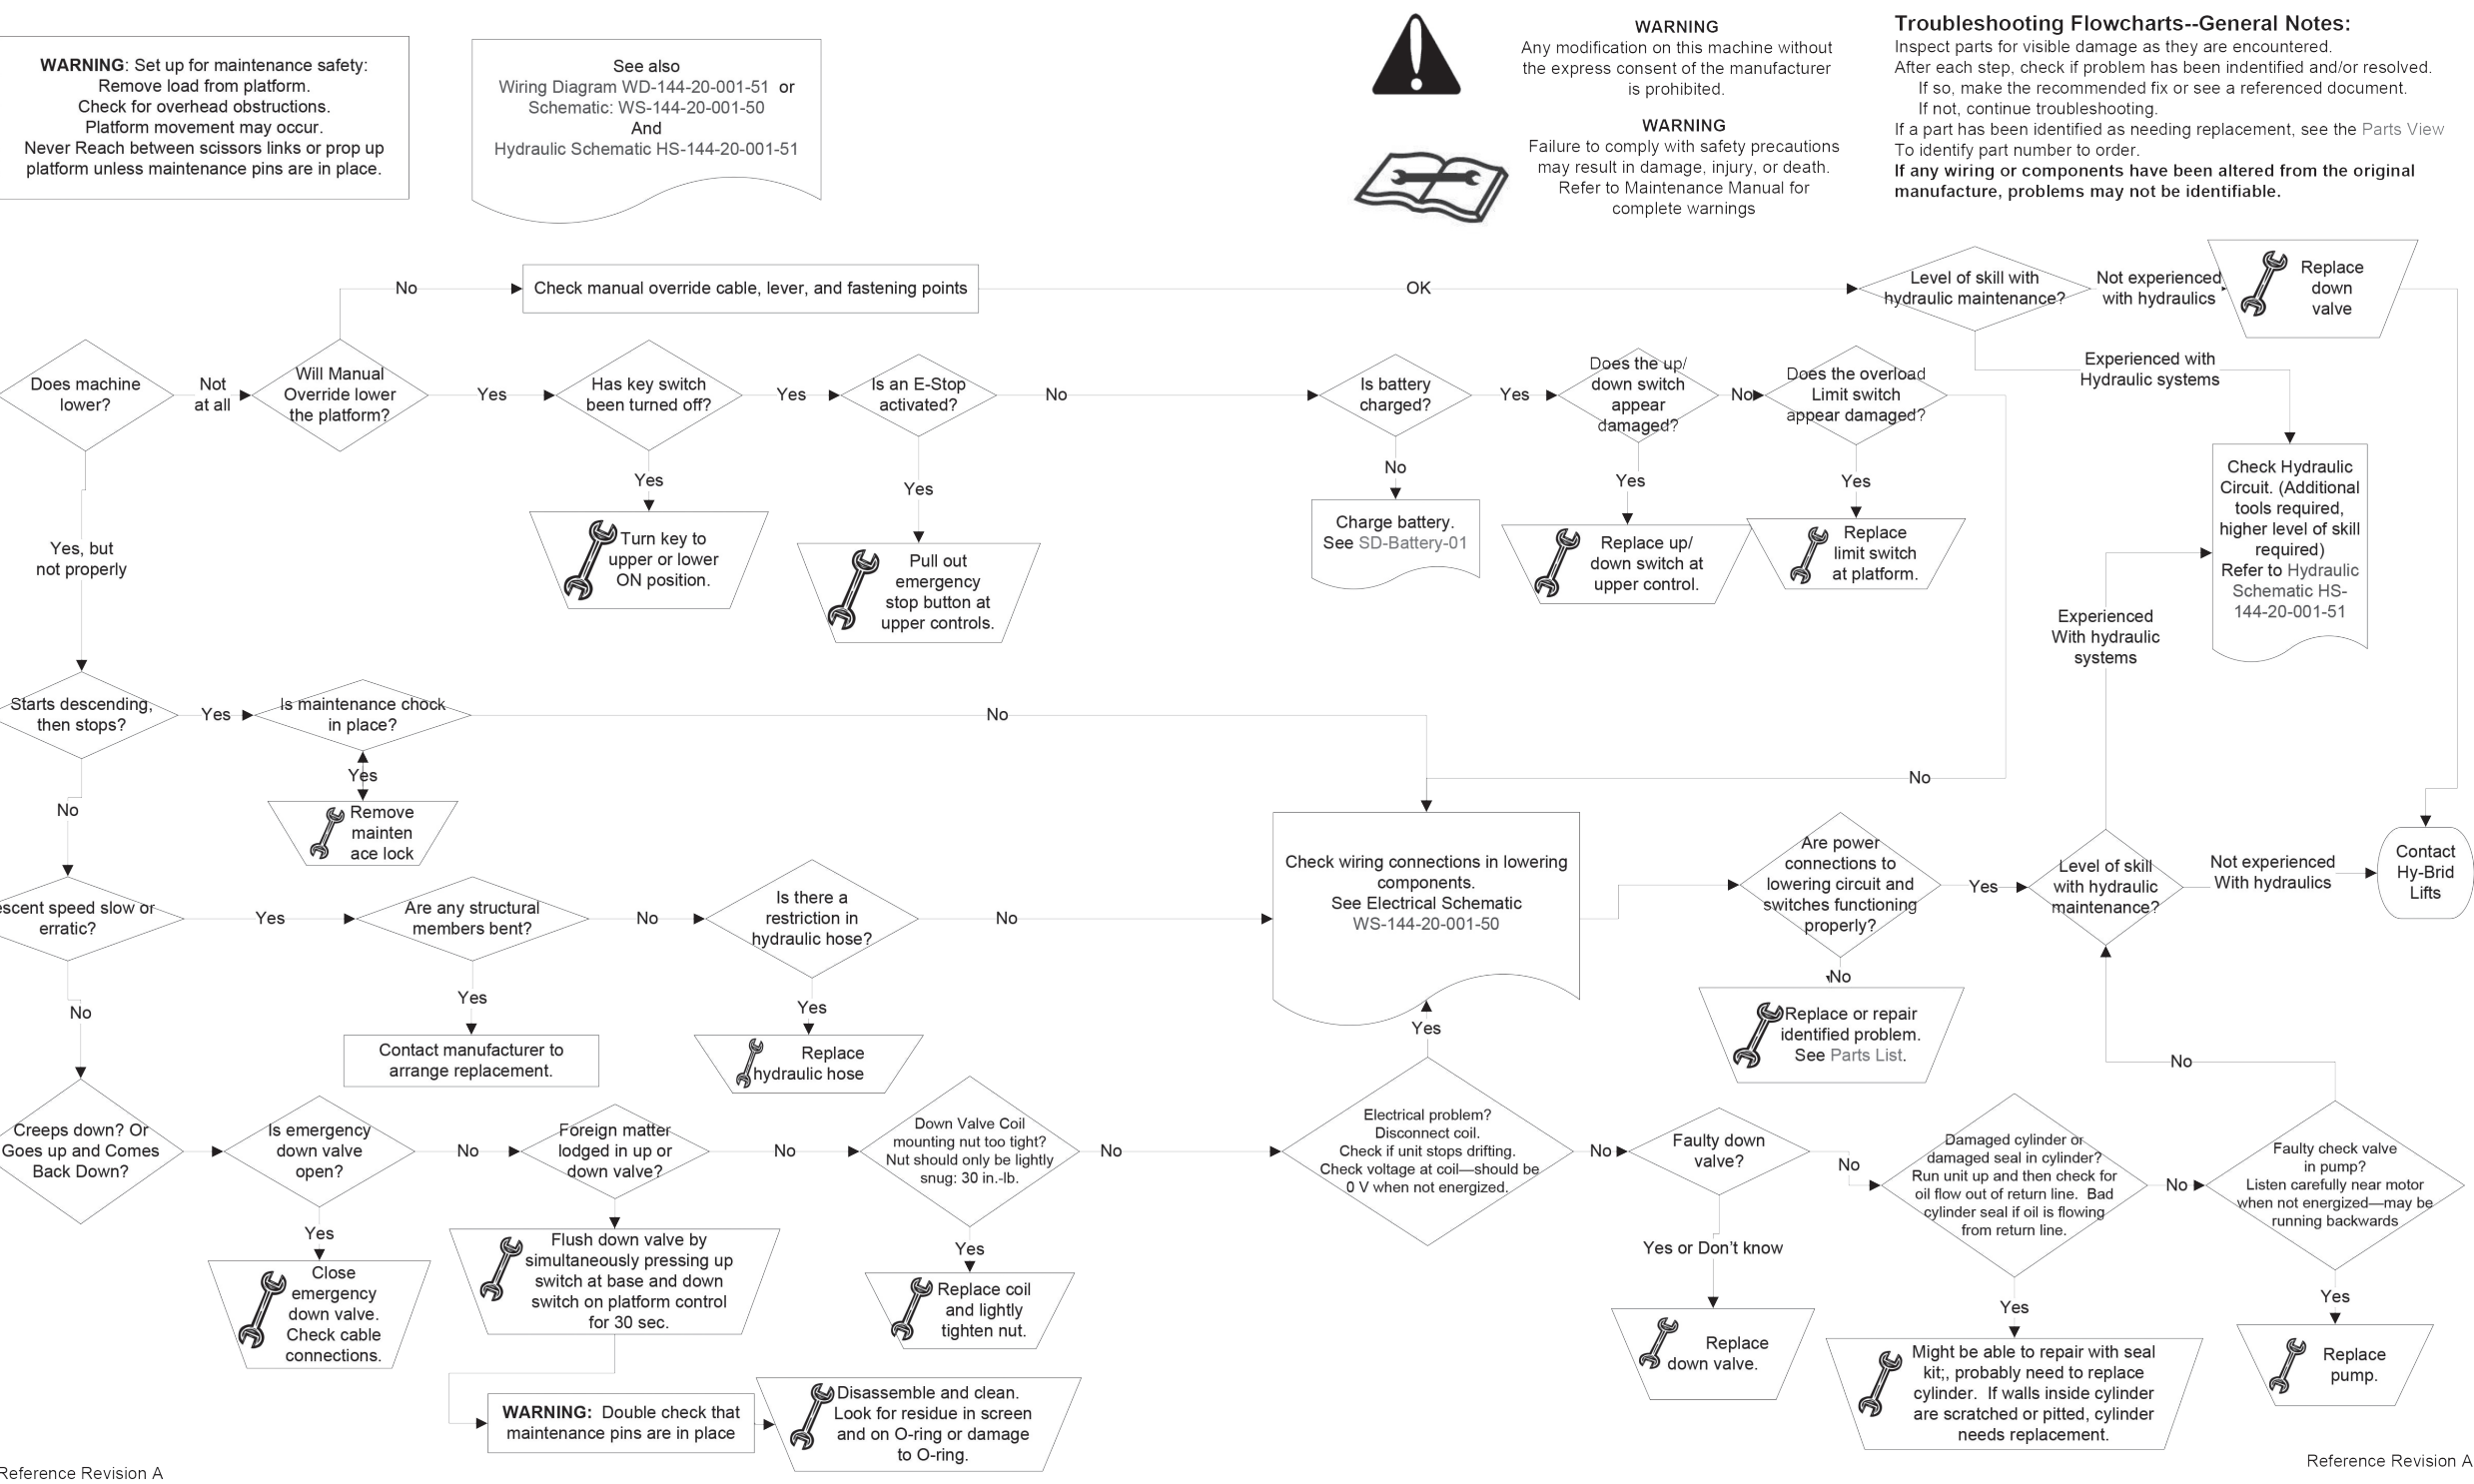 WARNING: Set up for maintenance safety:
Remove load from platform.
Check for overhead obstructions.
Platform movement may occur.
Never Reach between scissors links or prop up
platform unless maintenance pins are in place.
See also
Wiring Diagram WD-144-20-001-51 or
Schematic: WS-144-20-001-50
And
Hydraulic Schematic HS-144-20-001-51
WARNING
Any modification on this machine without
the express consent of the manufacturer
is prohibited.
WARNING
Failure to comply with safety precautions
may result in damage, injury, or death.
Refer to Maintenance Manual for
complete warnings
Troubleshooting Flowcharts--General Notes:
Inspect parts for visible damage as they are encountered.
After each step, check if problem has been indentified and/or resolved.
If so, make the recommended fix or see a referenced document.
If not, continue troubleshooting.
If a part has been identified as needing replacement, see the Parts View
To identify part number to order.
If any wiring or components have been altered from the original
manufacture, problems may not be identifiable.
No
Check manual override cable, lever, and fastening points
OK
Level of skill with
hydraulic maintenance?
Not experienced
with hydraulics
Replace
down
valve
Experienced with
Hydraulic systems
Does machine
lower?
Not
at all
Will Manual
Override lower
the platform?
Yes
Has key switch
been turned off?
Yes
Is an E-Stop
activated?
No
Is battery
charged?
Yes
Does the up/
down switch
appear
damaged?
No
Does the overload
Limit switch
appear damaged?
Yes
Turn key to
upper or lower
ON position.
Yes
Pull out
emergency
stop button at
upper controls.
No
Charge battery.
See SD-Battery-01
Yes
Replace up/
down switch at
upper control.
Yes
Replace
limit switch
at platform.
Check Hydraulic
Circuit. (Additional
tools required,
higher level of skill
required)
Refer to Hydraulic
Schematic HS-
144-20-001-51
Yes, but
not properly
Experienced
With hydraulic
systems
Starts descending,
then stops?
Yes
Is maintenance chock
in place?
No
Yes
Remove
mainten
ace lock
No
No
escent speed slow or
erratic?
Yes
Are any structural
members bent?
No
Is there a
restriction in
hydraulic hose?
No
Check wiring connections in lowering
components.
See Electrical Schematic
WS-144-20-001-50
Are power
connections to
lowering circuit and
switches functioning
properly?
Yes
Level of skill
with hydraulic
maintenance?
Not experienced
With hydraulics
Contact
Hy-Brid
Lifts
No
Yes
Contact manufacturer to
arrange replacement.
Yes
Replace
hydraulic hose
Yes
No
Replace or repair
identified problem.
See Parts List.
No
Creeps down? Or
Goes up and Comes
Back Down?
Is emergency
down valve
open?
No
Foreign matter
lodged in up or
down valve?
No
Down Valve Coil
mounting nut too tight?
Nut should only be lightly
snug: 30 in.-lb.
No
Electrical problem?
Disconnect coil.
Check if unit stops drifting.
Check voltage at coil—should be
0 V when not energized.
No
Faulty down
valve?
No
Damaged cylinder or
damaged seal in cylinder?
Run unit up and then check for
oil flow out of return line. Bad
cylinder seal if oil is flowing
from return line.
No
Faulty check valve
in pump?
Listen carefully near motor
when not energized—may be
running backwards
Yes
Close
emergency
down valve.
Check cable
connections.
Flush down valve by
simultaneously pressing up
switch at base and down
switch on platform control
for 30 sec.
Yes
Replace coil
and lightly
tighten nut.
Yes or Don't know
Replace
down valve.
Yes
Might be able to repair with seal
kit;, probably need to replace
cylinder. If walls inside cylinder
are scratched or pitted, cylinder
needs replacement.
Yes
Replace
pump.
WARNING: Double check that
maintenance pins are in place
Disassemble and clean.
Look for residue in screen
and on O-ring or damage
to O-ring.
Reference Revision A
Reference Revision A